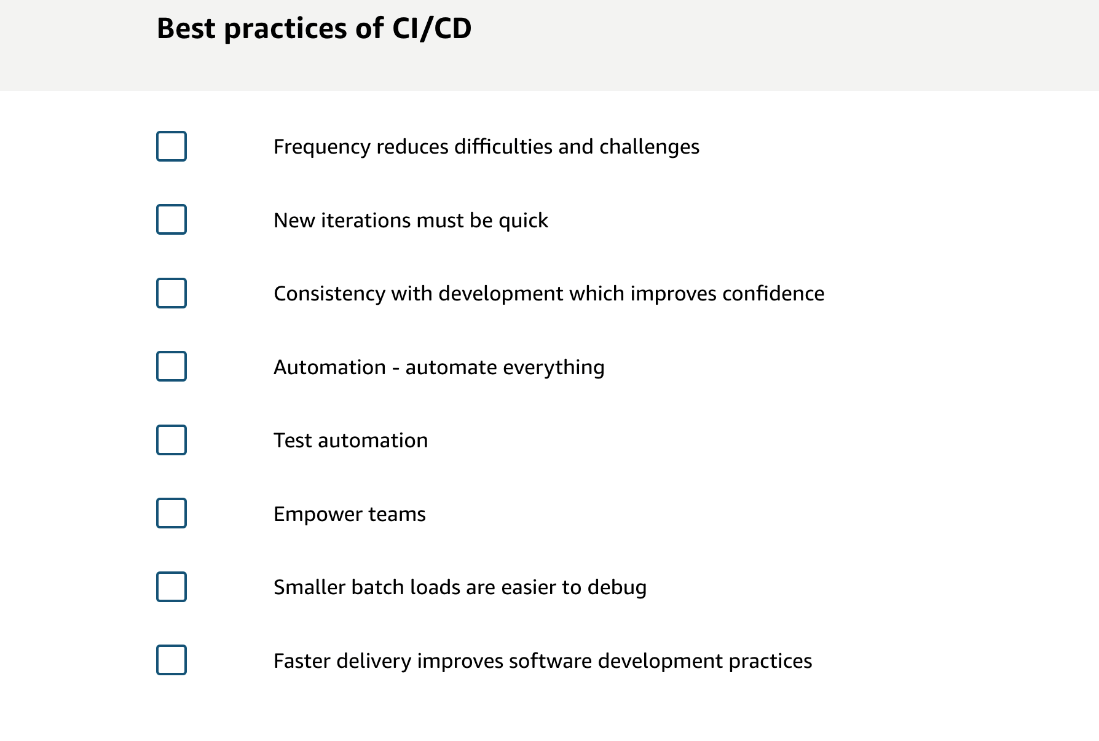 Best practices of CI/CD
Frequency reduces difficulties and challenges
New iterations must be quick
Consistency with development which improves confidence
Automation - automate everything
Test automation
Empower teams
Smaller batch loads are easier to debug
Faster delivery improves software development practices